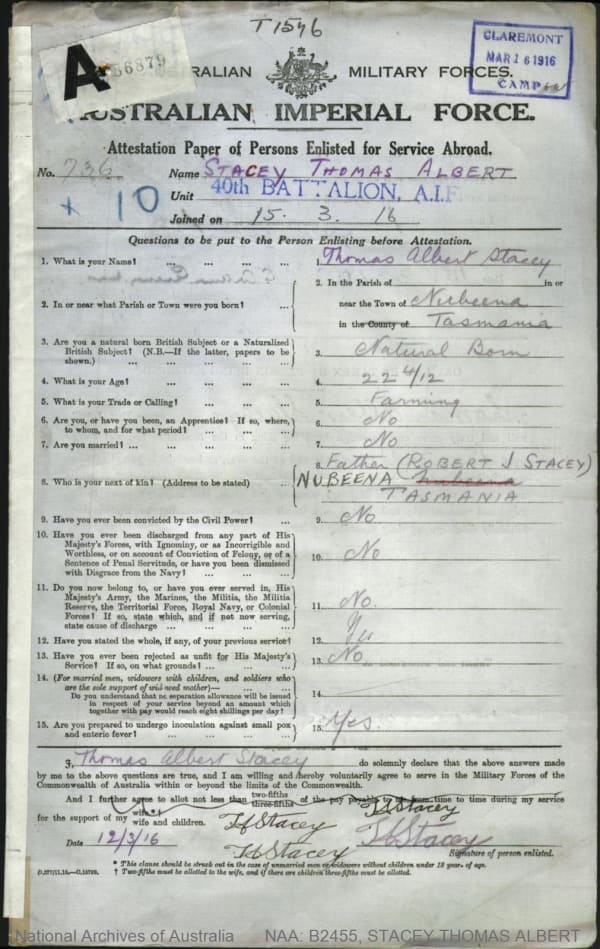 T 1546
A
56879
CLAREMONT
MAR 16 1916
CAMP
RALIAN MILITARY FORCES.
AUSTRALIAN IMPERIAL FORCE.
Attestation Paper of Persons Enlisted for Service Abroad.
No. 736 Name STACEY THOMAS ALBERT
+ 10 Unit 40th BATTALION, A.I.F.
Joined on 15. 3. 16
Questions to be put to the Person Enlisting before Attestation.
1. What is your Name? ... ... ... ... 1. Thomas Albert Stacey
2. In or near what Parish or Town were you born? ... 2. In the Parish of in or
near the Town of Nubeena
in the County of Tasmania
3. Are you a natural born British Subject or a Naturalized
British Subject? (N.B.—If the latter, papers to be
shown.) ... ... ... ... 3. Natural Born
4. What is your Age? ... ... ... ... 4. 22 4/12
5. What is your Trade or Calling? ... ... ... 5. Farming
6. Are you, or have you been, an Apprentice? If so, where,
to whom, and for what period? ... ... ... 6. No
7. Are you married? ... ... ... ... 7. No
8. Who is your next of kin? (Address to be stated) ... 8. Father (ROBERT J STACEY)
NUBEENA Nubeena
TASMANIA
9. Have you ever been convicted by the Civil Power? ... 9. No
10. Have you ever been discharged from any part of His
Majesty's Forces, with Ignominy, or as Incorrigible and
Worthless, or on account of Conviction of Felony, or of a
Sentence of Penal Servitude, or have you been dismissed
with Disgrace from the Navy? ... ... ... 10. No
11. Do you now belong to, or have you ever served in, His
Majesty's Army, the Marines, the Militia, the Militia
Reserve, the Territorial Force, Royal Navy, or Colonial
Forces? If so, state which, and if not now serving,
state cause of discharge ... ... ... ... 11. No.
12. Have you stated the whole, if any, of your previous service? 12. Yes
13. Have you ever been rejected as unfit for His Majesty's
Service? If so, on what grounds? ... ... ... 13. No
14. (For married men, widowers with children, and soldiers who
are the sole support of widowed mother)—
Do you understand that no separation allowance will be issued
in respect of your service beyond an amount which
together with pay would reach eight shillings per day? 14.
15. Are you prepared to undergo inoculation against small pox
and enteric fever? ... ... ... ... 15. Yes.
I, Thomas Albert Stacey do solemnly declare that the above answers made
by me to the above questions are true, and I am willing and hereby voluntarily agree to serve in the Military Forces of the
Commonwealth of Australia within or beyond the limits of the Commonwealth.
And I further agree to allot not less than two-fifths three-fifths of the pay payable to me from time to time during my service
for the support of my wife* wife and children. Stacey
Stacey Stacey
Date 12/3/16 Stacey Signature of person enlisted.
* This clause should be struck out in the case of unmarried men or widowers without children under 18 years of age.
† Two-fifths must be allotted to the wife, and if there are children three-fifths must be allotted.
National Archives of Australia NAA: B2455, STACEY THOMAS ALBERT